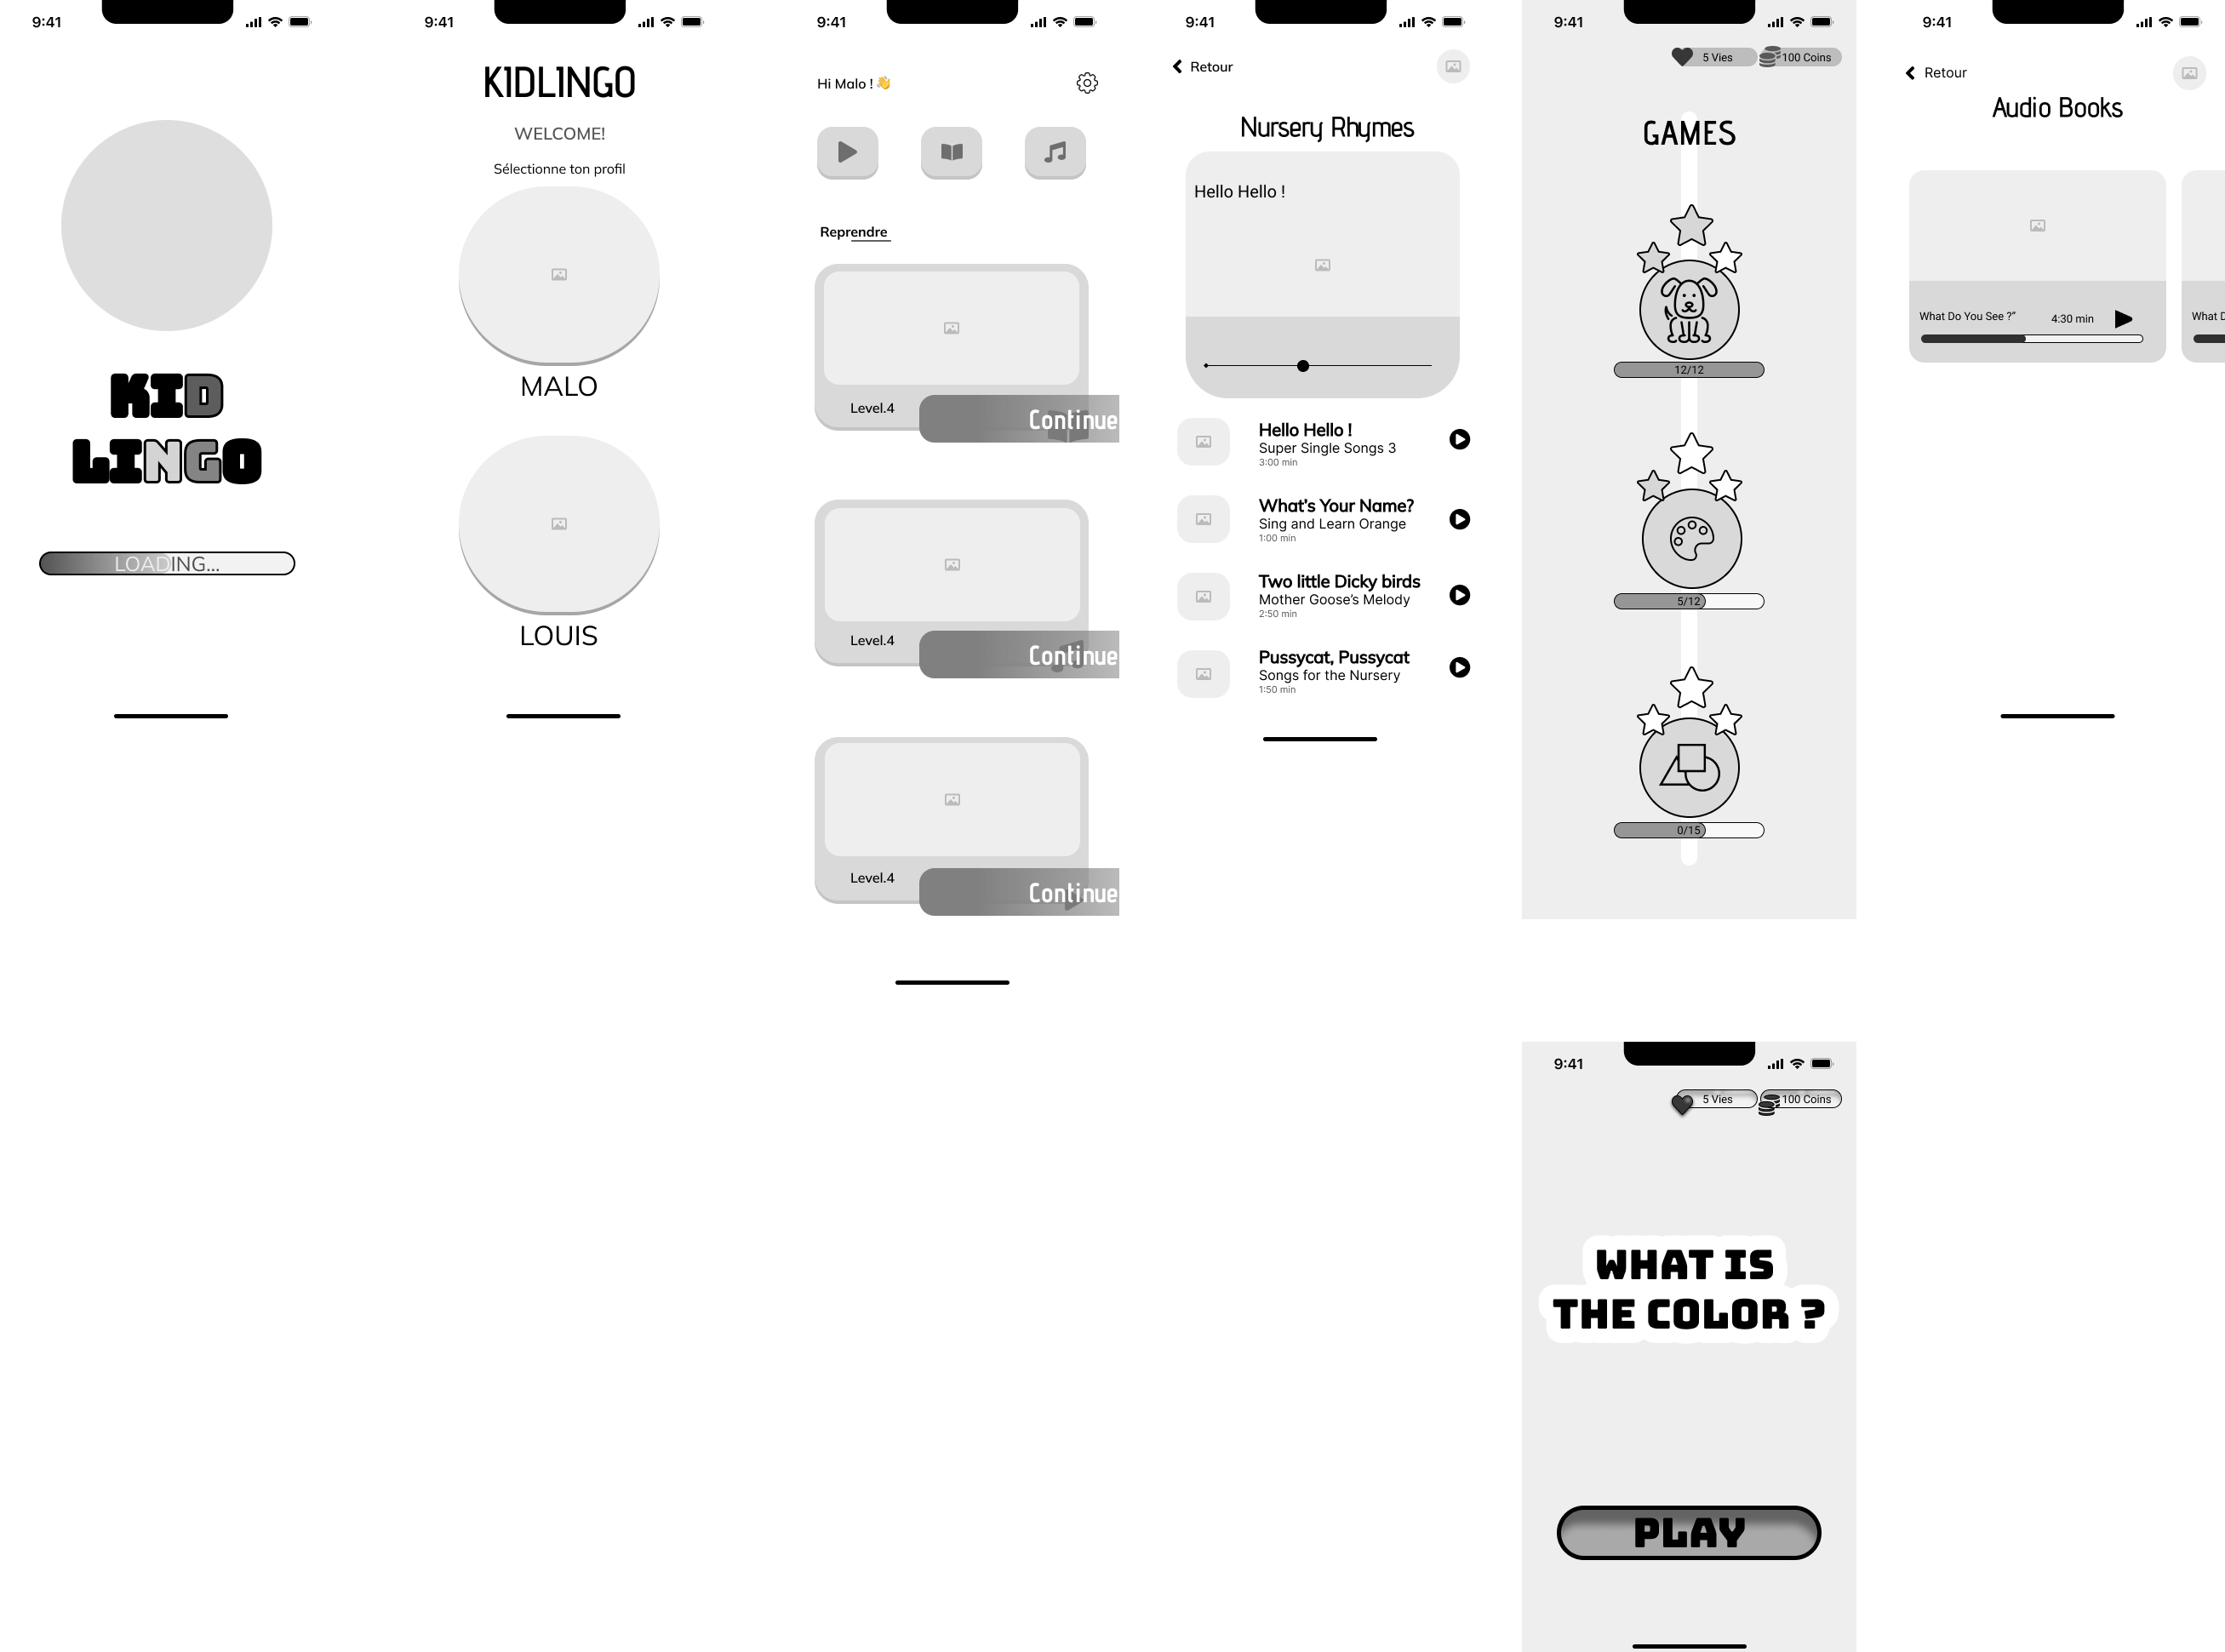 9:41
KID
LINGO
LOADING...
9:41
KIDLINGO
WELCOME!
Sélectionne ton profil
MALO
LOUIS
9:41
Hi Malo ! 👋
Reprendre
Level.4
Continue
Level.4
Continue
Level.4
Continue
9:41
Retour
Nursery Rhymes
Hello Hello !
Hello Hello !
Super Single Songs 3
3:00 min
What's Your Name?
Sing and Learn Orange
1:00 min
Two little Dicky birds
Mother Goose's Melody
2:50 min
Pussycat, Pussycat
Songs for the Nursery
1:50 min
9:41
5 Vies
100 Coins
GAMES
12/12
5/12
0/15
9:41
5 Vies
100 Coins
WHAT IS
THE COLOR ?
PLAY
9:41
Retour
Audio Books
What Do You See ?"
4:30 min
What D